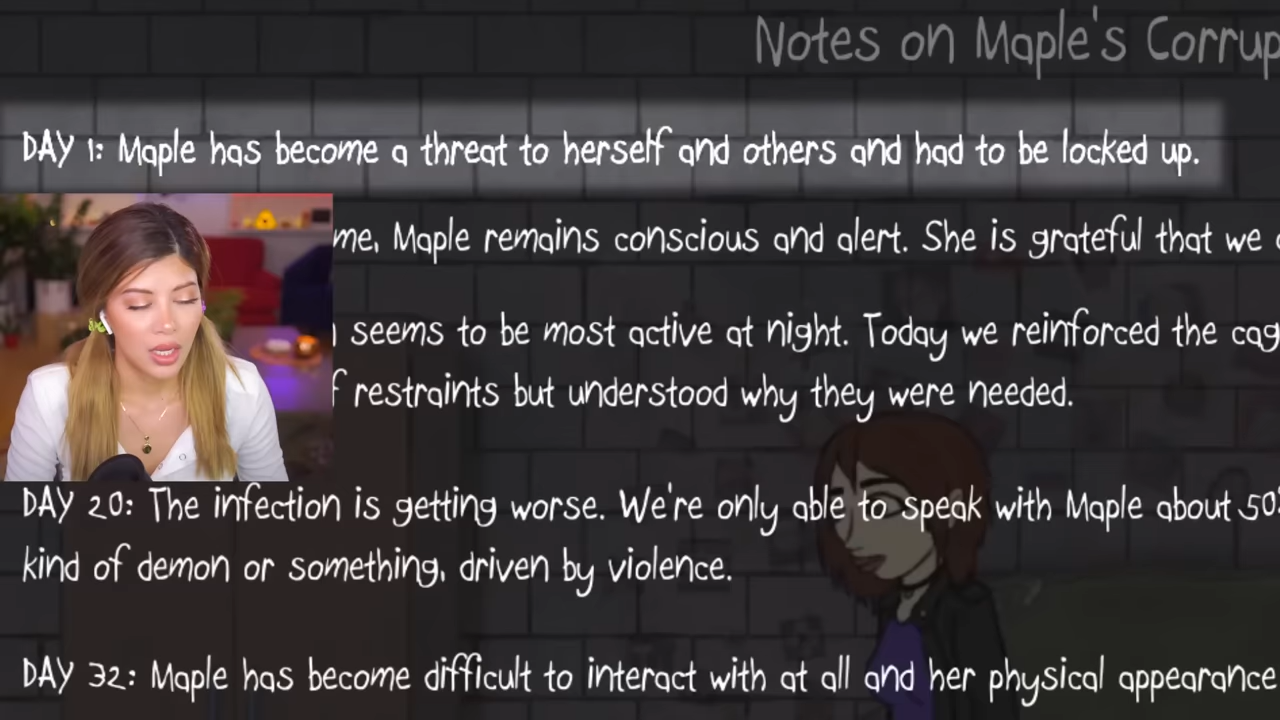 Notes on Maple's
DAY 1: Maple has become a threat to herself and others and had to be locked up.
me, Maple remains conscious and alert. She is grateful that we
seems to be most active at night. Today we reinforced the
restraints but understood why they were needed.
DAY 20: The infection is getting worse. We're only able to speak with Maple about
kind of demon or something, driven by violence.
DAY 32: Maple has become difficult to interact with at all and her physical appearance